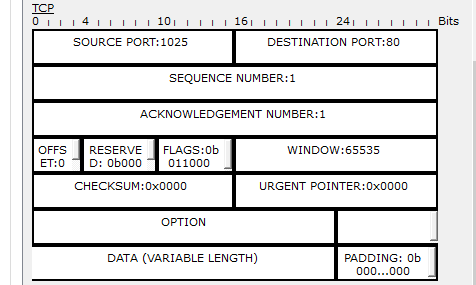 TCP
0 4 16 24 Bits
SOURCE PORT:1025 DESTINATION PORT:80
SEQUENCE NUMBER:1
ACKNOWLEDGEMENT NUMBER:1
OFFS RESERVE FLAGS:0b WINDOW:65535
ET:0 D: 0b000 011000
CHECKSUM:0x0000 URGENT POINTER:0x0000
OPTION
DATA (VARIABLE LENGTH) PADDING: 0b
000...000